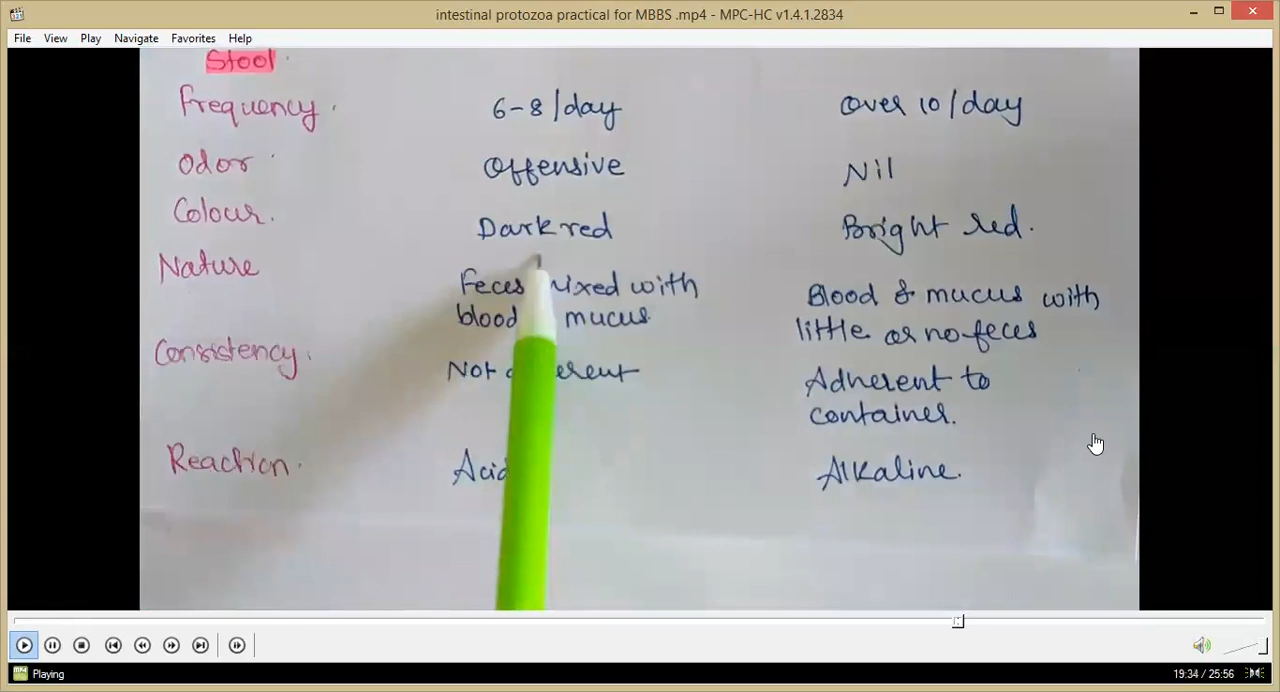 intestinal protozoa practical for MBBS .mp4 - MPC-HC v1.4.1.2834
File View Play Navigate Favorites Help
Stool.
Frequency. 6-8/day Over 10/day
Odor Offensive Nil
Colour. Dark red Bright red.
Nature Feces mixed with Blood & mucus with
blood mucus little or no feces
Consistency. Not Adherent to
container.
Reaction. Acid Alkaline.
Playing 19:34 / 25:56